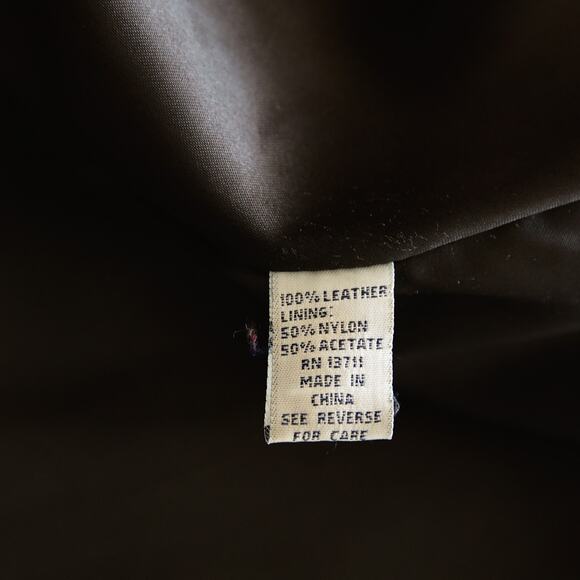 100% LEATHER
LINING:
50% NYLON
50% ACETATE
RN 13711
MADE IN
CHINA
SEE REVERSE
FOR CARE